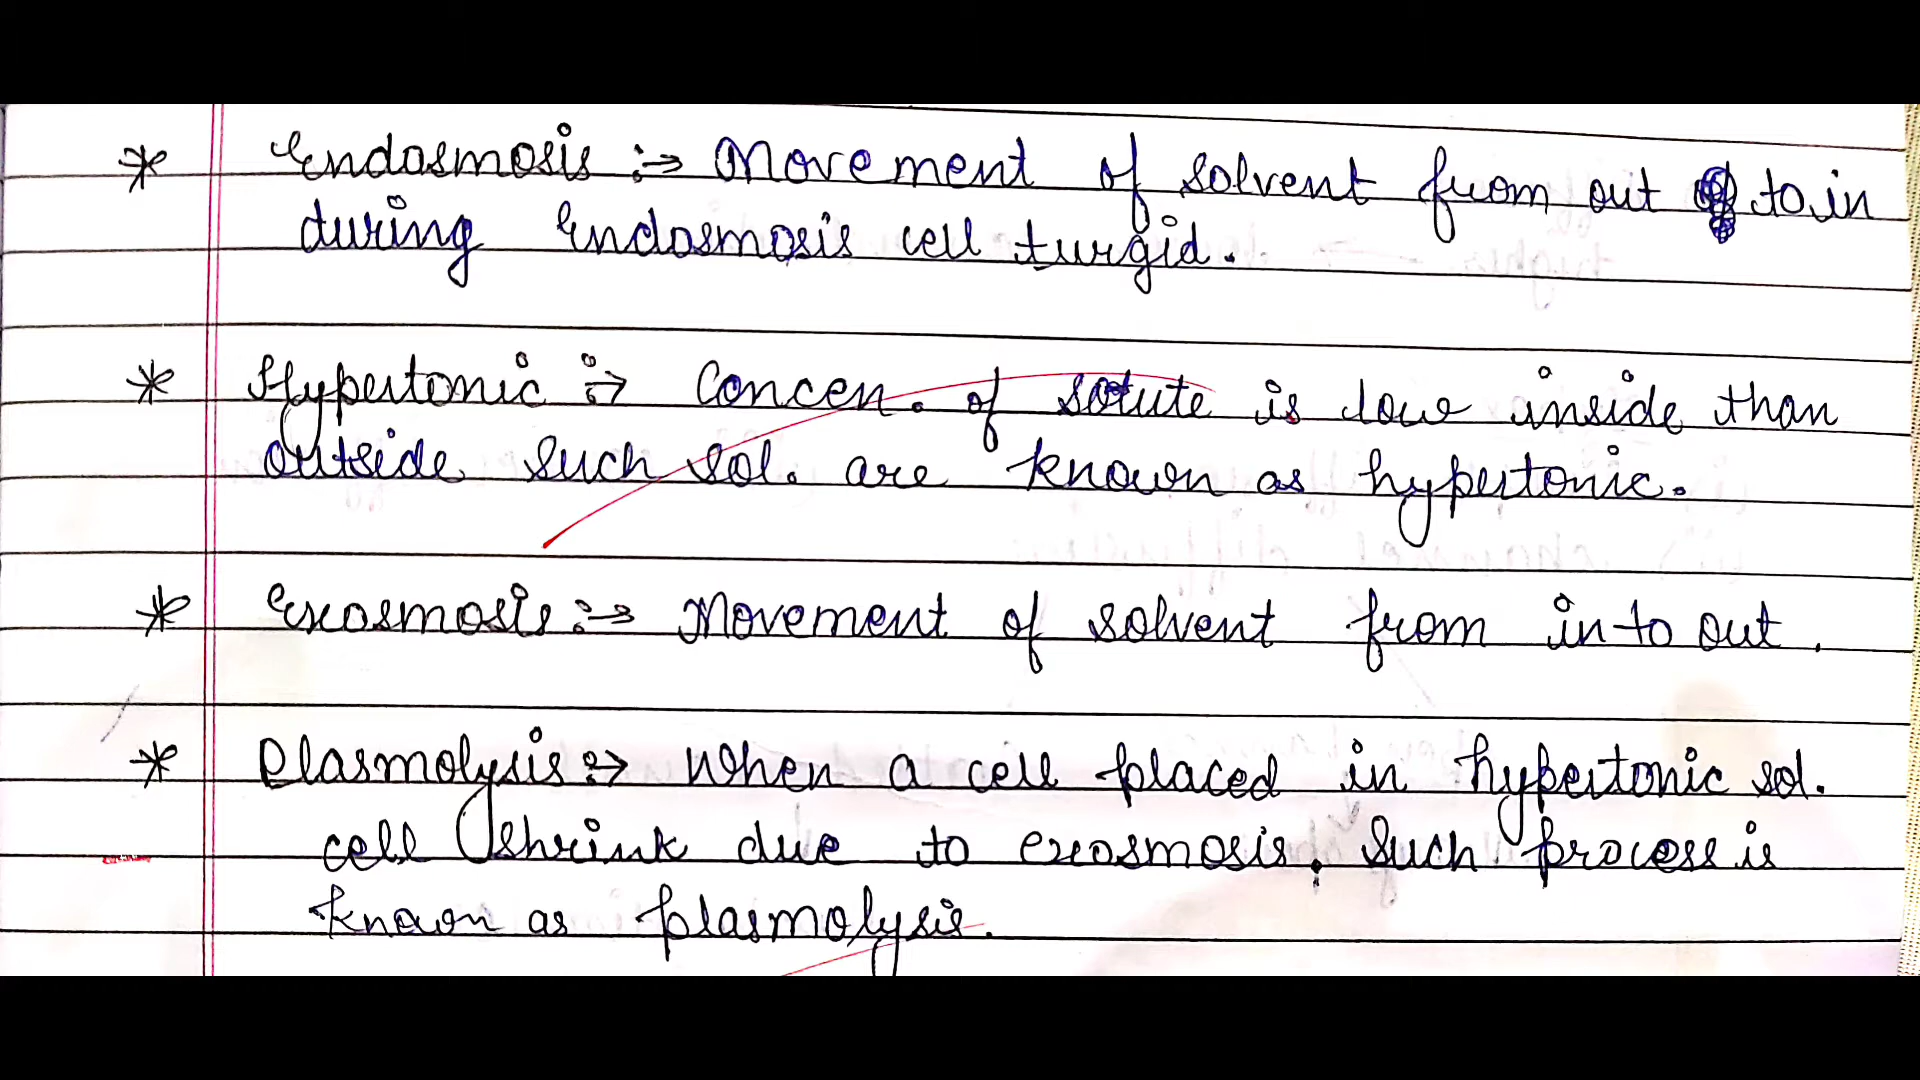 * Endosmosis :→ Movement of solvent from out to in
during Endosmosis cell turgid.
* Hypertonic :→ Concen. of solute is low inside than
outside such sol. are known as hypertonic.
* Exosmosis :→ Movement of solvent from in to out.
* Plasmolysis :→ When a cell placed in hypertonic sol.
cell shrink due to exosmosis. Such process is
known as plasmolysis.